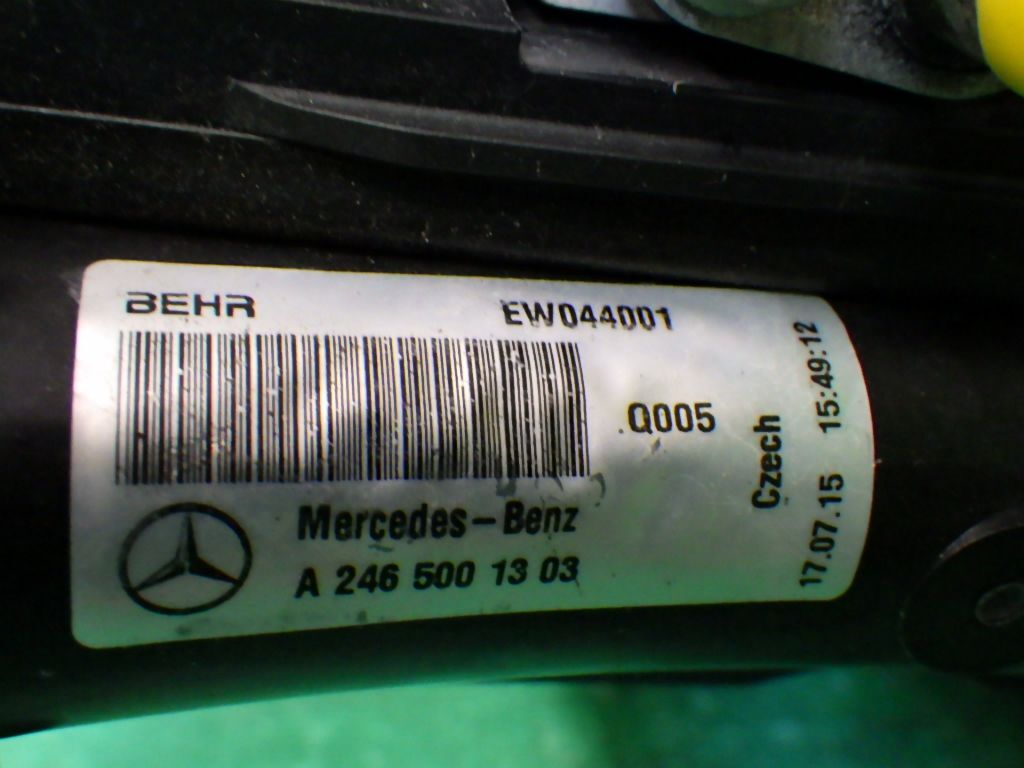 BEHR
EW044001
Q005
Mercedes-Benz
A 246 500 13 03
Czech
17.07.15 15:49:12